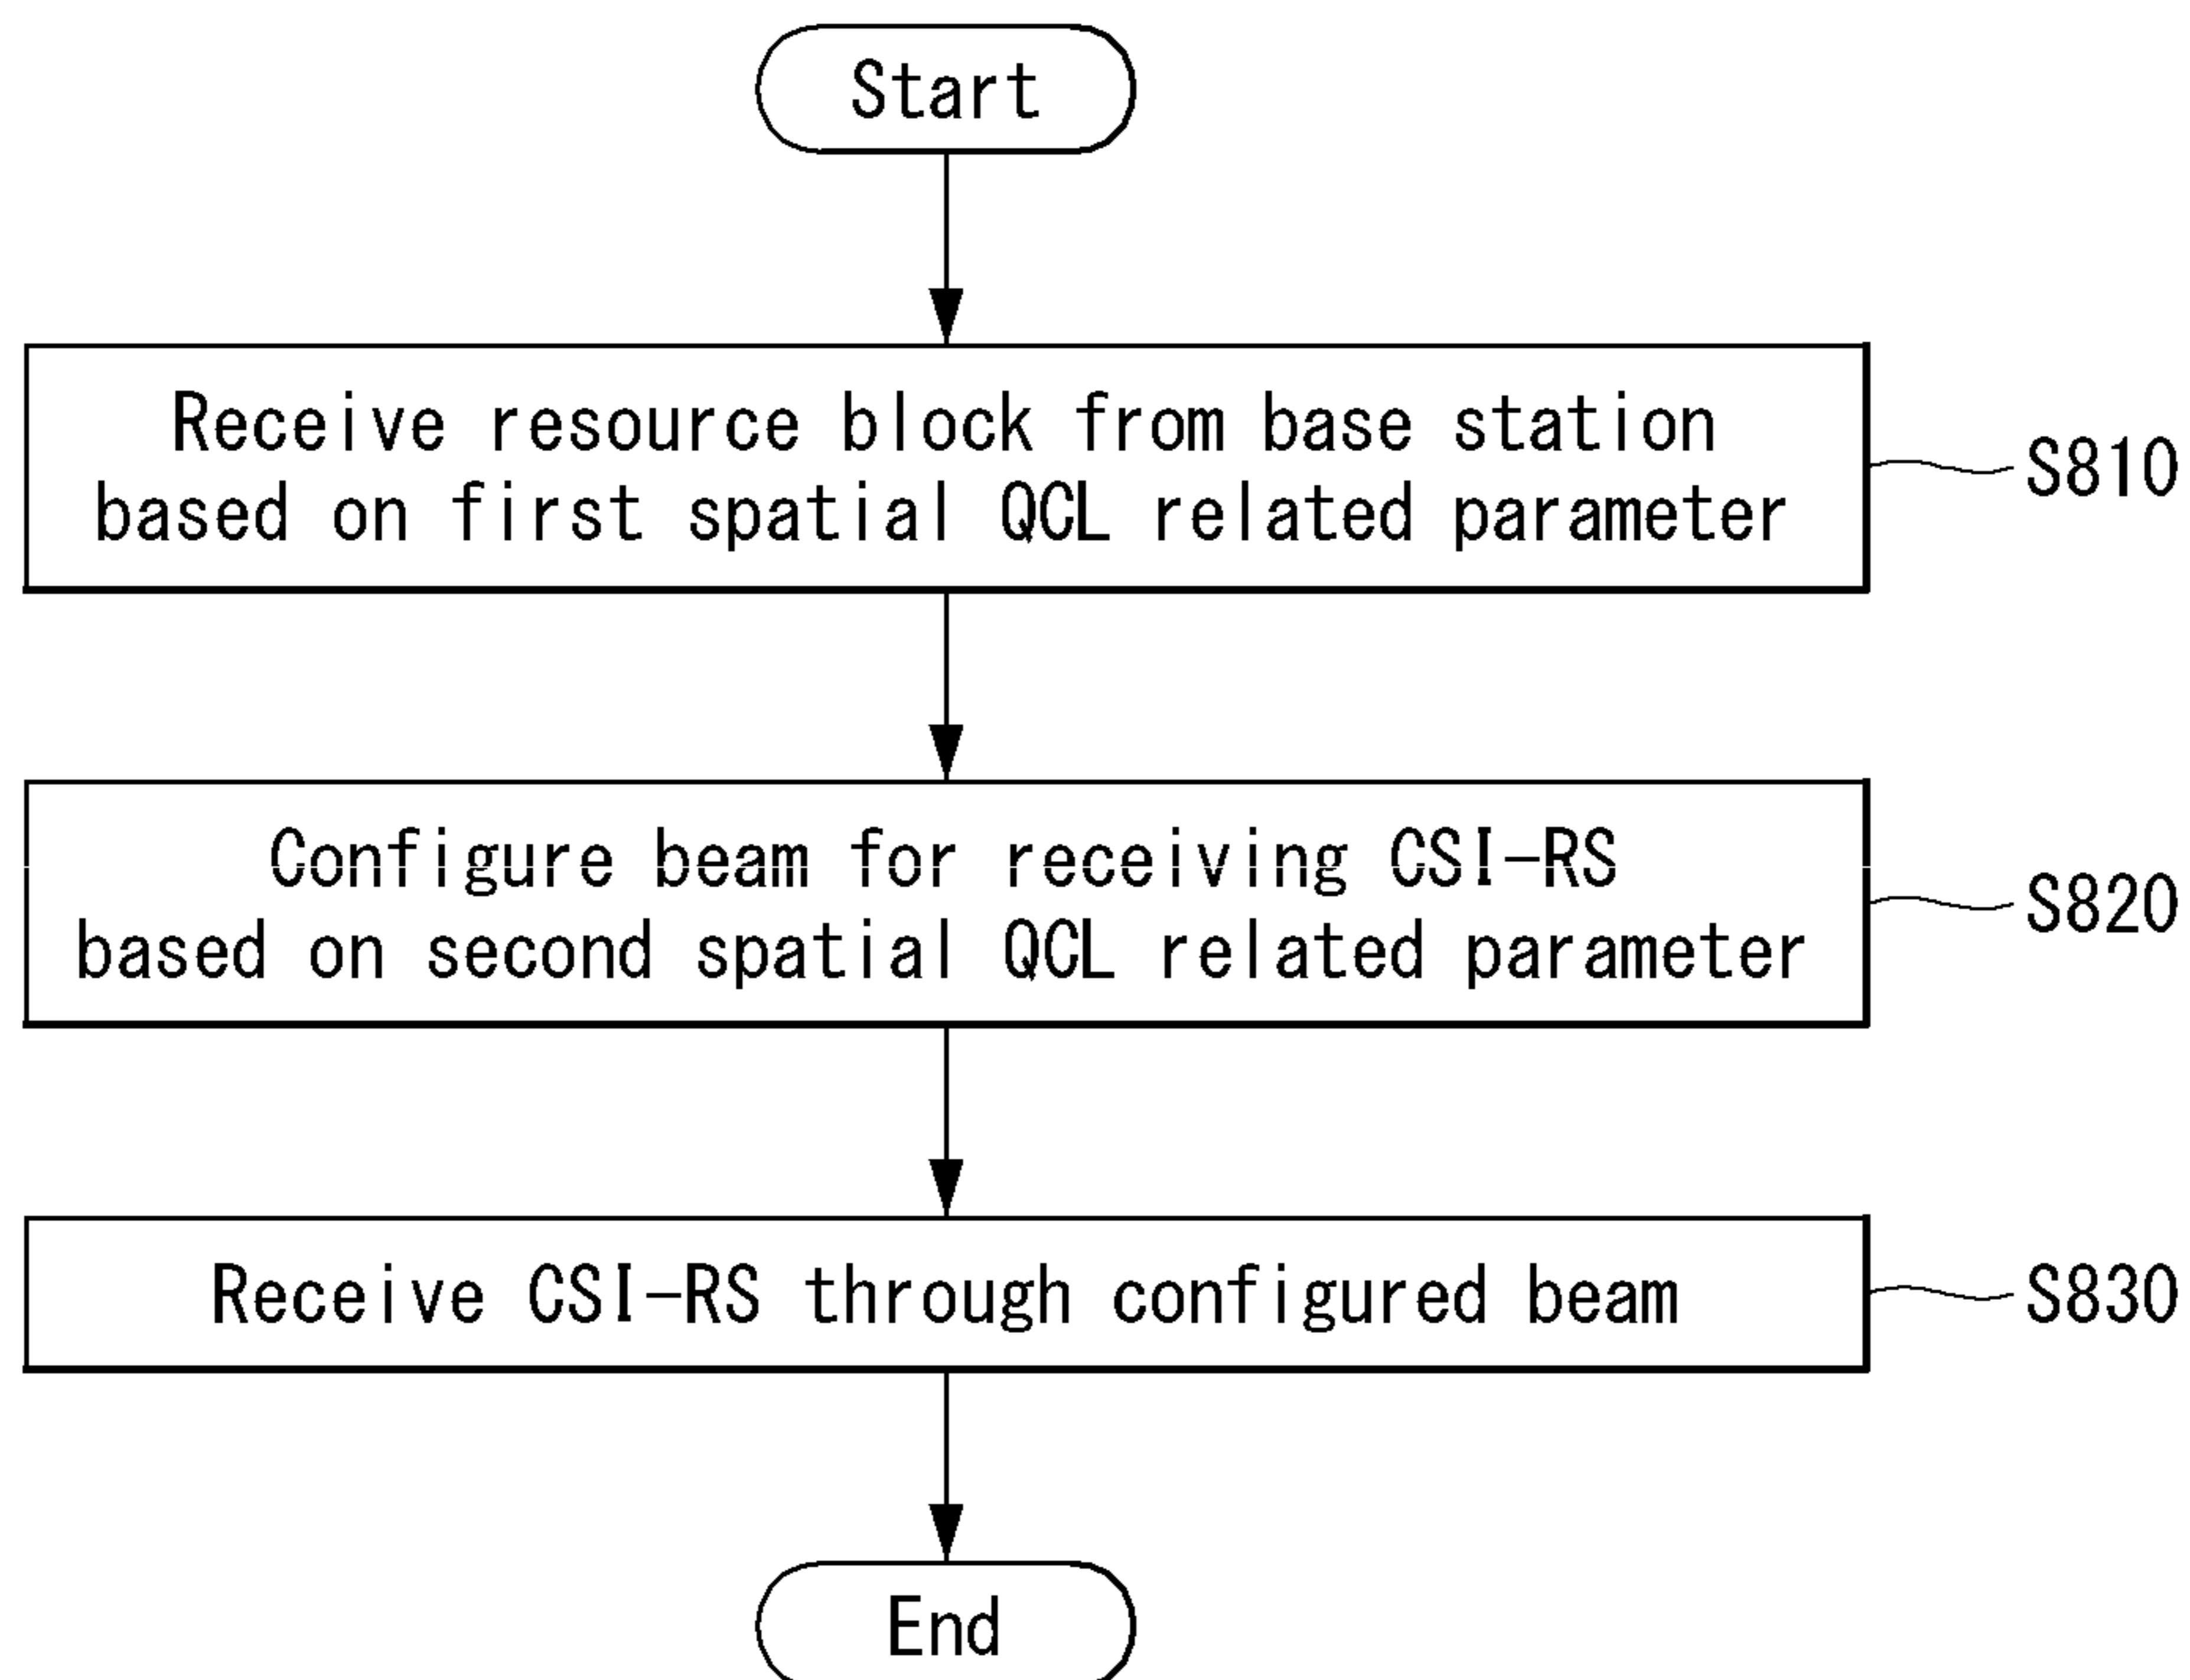 Start
Receive resource block from base station
based on first spatial QCL related parameter
S810
Configure beam for receiving CSI-RS
based on second spatial QCL related parameter
S820
Receive CSI-RS through configured beam
S830
End